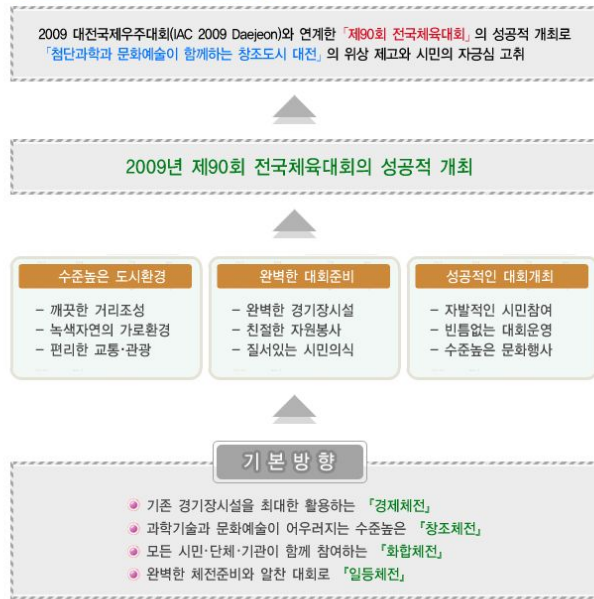 2009 대전국제우주대회(IAC 2009 Daejeon)와 연계한 「제90회 전국체육대회」의 성공적 개최로
「첨단과학과 문화예술이 함께하는 창조도시 대전」의 위상 제고와 시민의 자긍심 고취
2009년 제90회 전국체육대회의 성공적 개최
수준높은 도시환경
- 깨끗한 거리조성
- 녹색자연의 가로환경
- 편리한 교통·관광
완벽한 대회준비
- 완벽한 경기장시설
- 친절한 자원봉사
- 질서있는 시민의식
성공적인 대회개최
- 자발적인 시민참여
- 빈틈없는 대회운영
- 수준높은 문화행사
기본방향
기존 경기장시설을 최대한 활용하는 『경제체전』
과학기술과 문화예술이 어우러지는 수준높은 『창조체전』
모든 시민·단체·기관이 함께 참여하는 『화합체전』
완벽한 체전준비와 알찬 대회로 『일등체전』